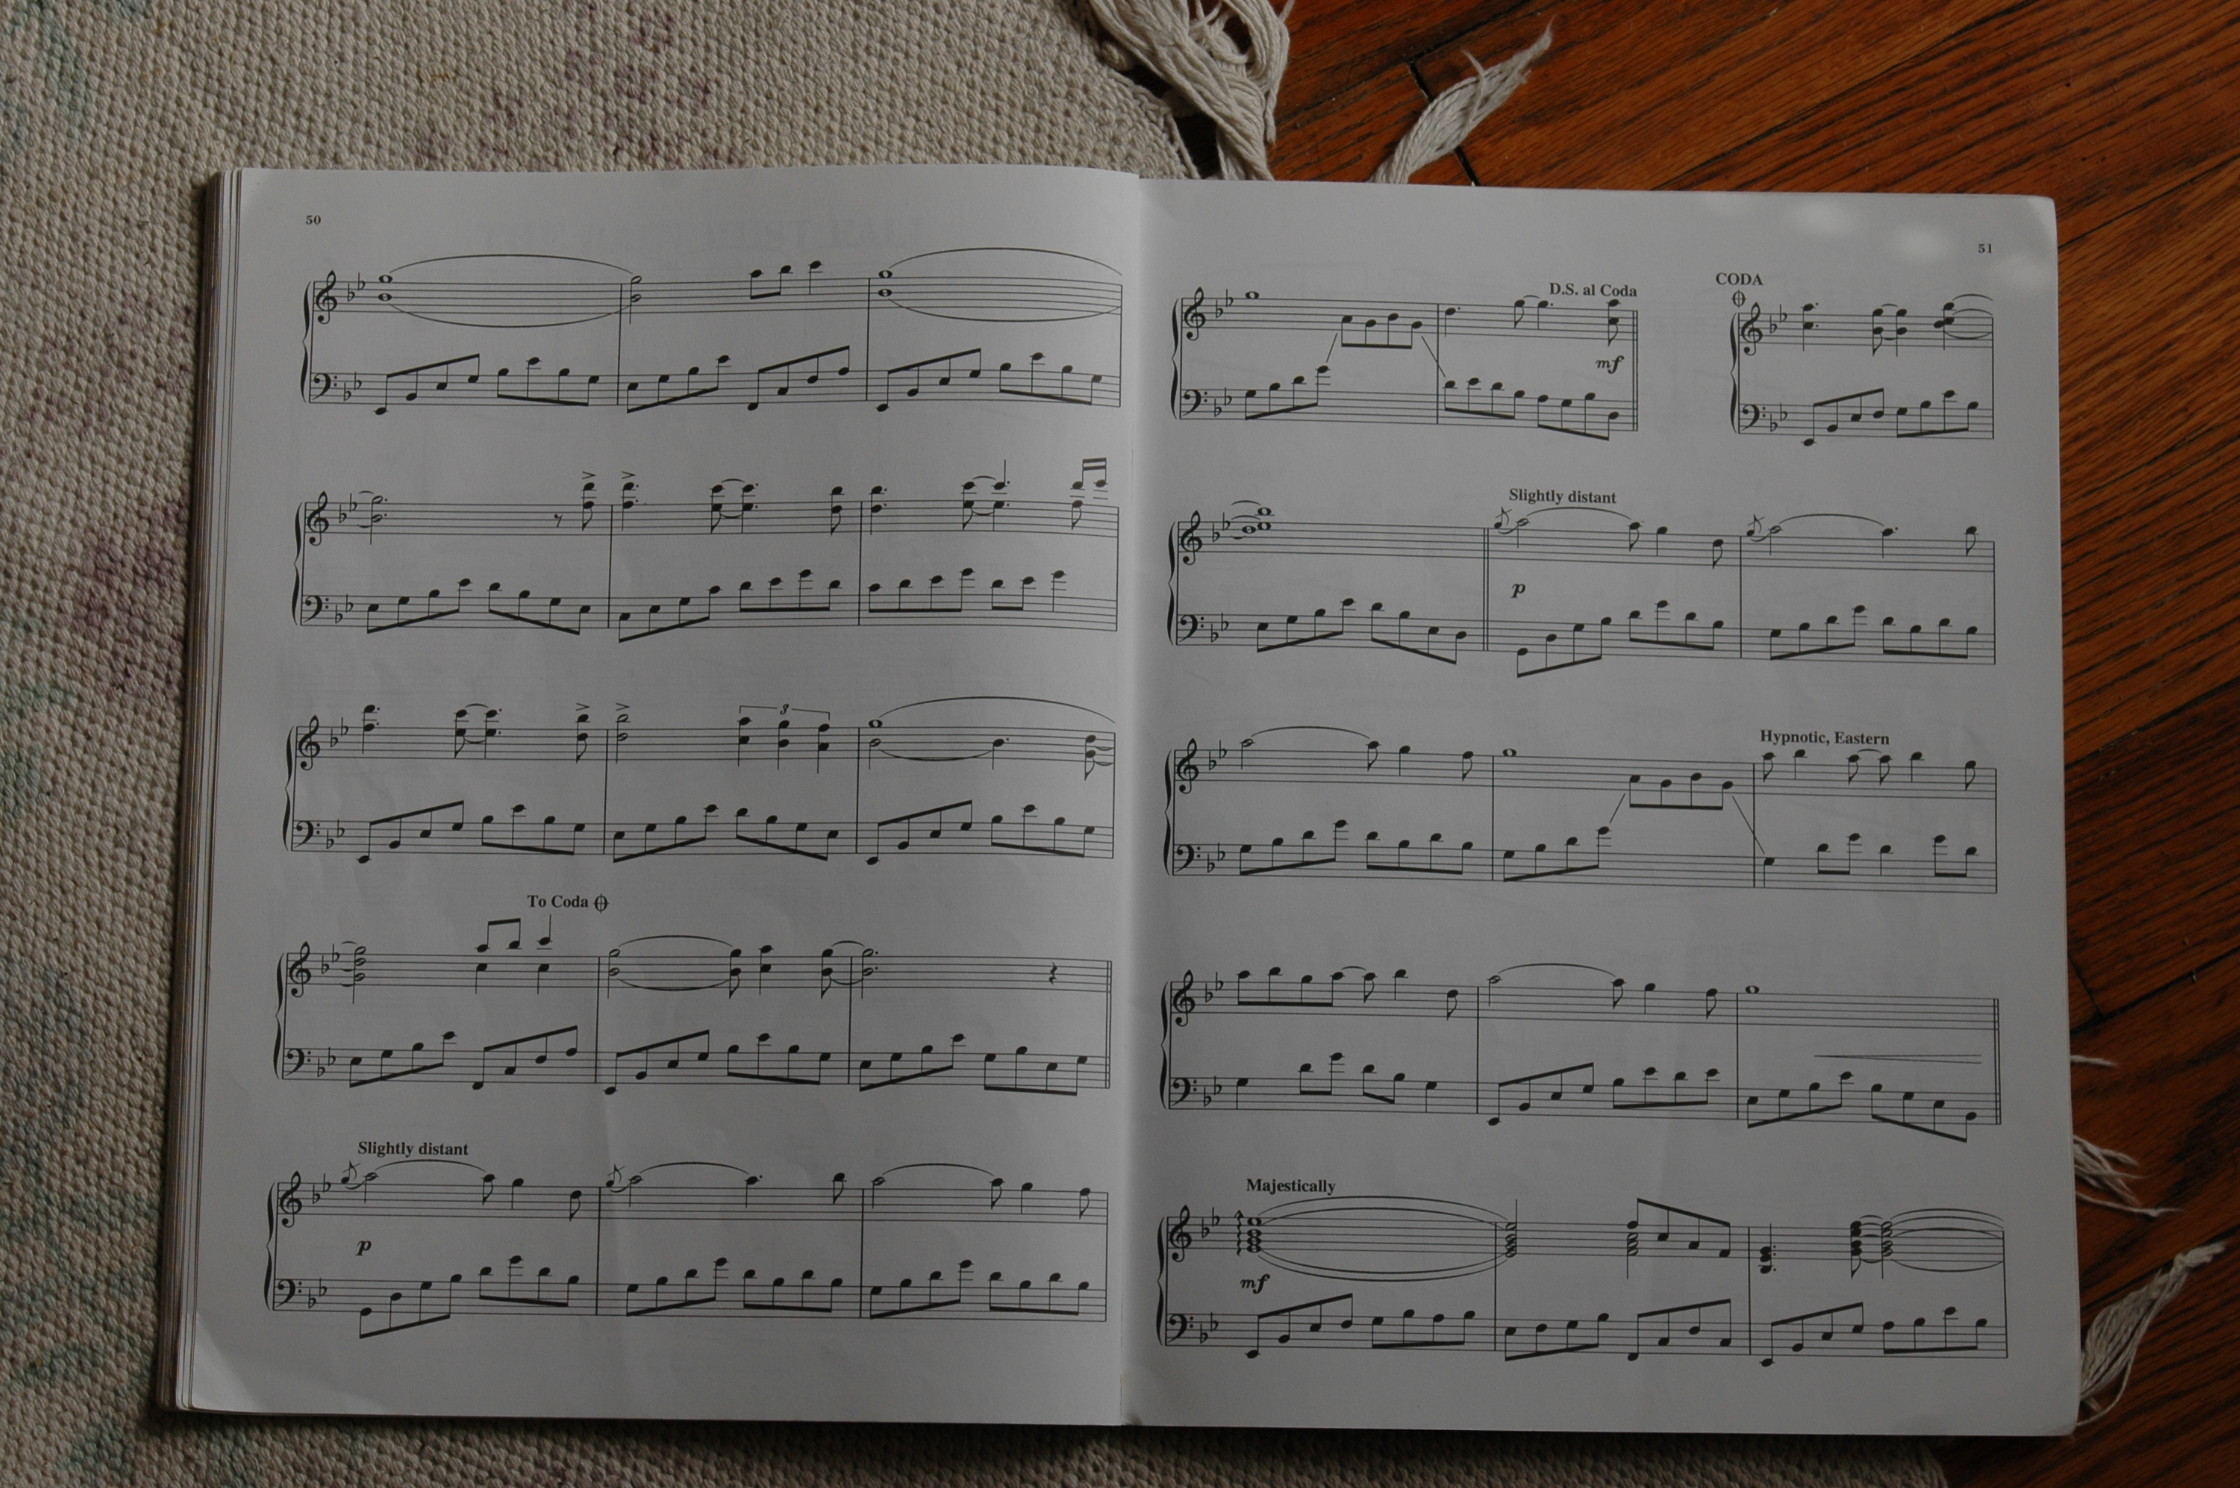 50
3
To Coda
Slightly distant
p
51
D.S. al Coda
mf
CODA
Slightly distant
p
Hypnotic, Eastern
Majestically
mf